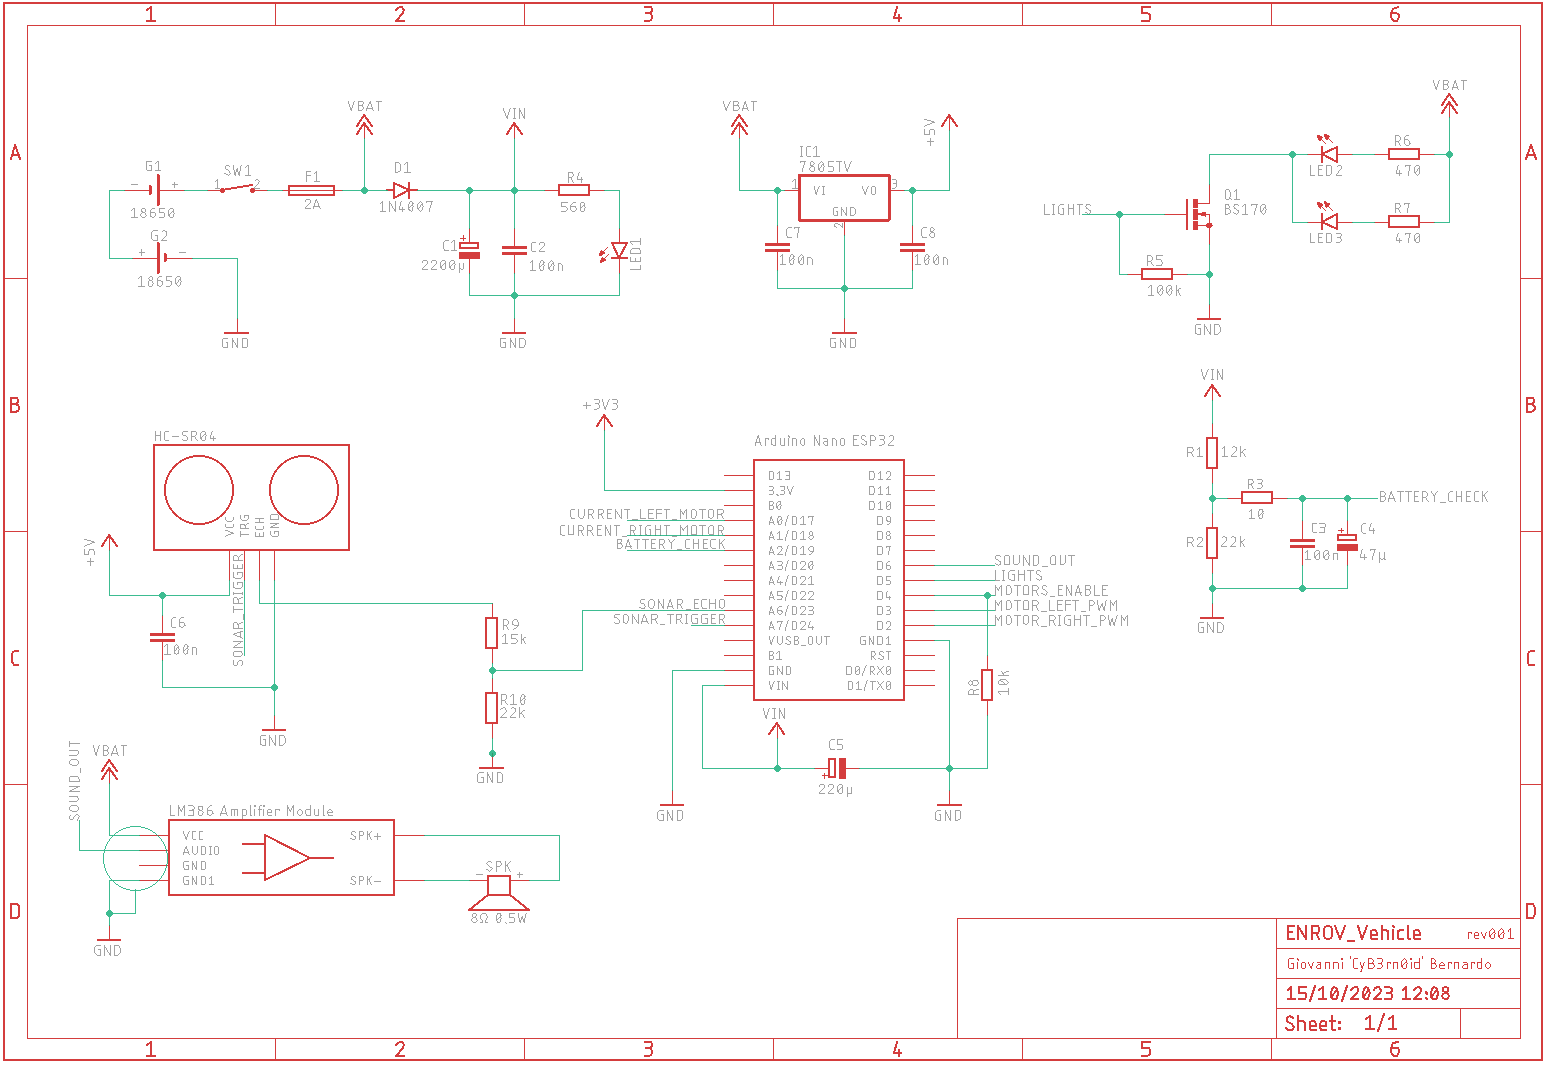 1 2 3 4 5 6
A A
B B
C C
D D
1 2 3 4 5 6
VBAT
VIN
G1
- +
18650
SW1
1 2
F1
2A
D1
1N4007
R4
560
G2
+ -
18650
+
C1
2200µ
C2
100n
LED1
GND
GND
VBAT
+5V
IC1
7805TV
1 VI VO 3
GND
2
C7
100n
C8
100n
GND
VBAT
R6
470
LED2
R7
470
LED3
LIGHTS
Q1
BS170
R5
100k
GND
VIN
R1 12k
R3
10
BATTERY_CHECK
R2 22k
C3
100n
+
C4
47µ
GND
HC-SR04
VCC
TRG
ECH
GND
+5V
SONAR_TRIGGER
C6
100n
GND
R9
15k
R10
22k
GND
+3V3
Arduino Nano ESP32
D13 D12
3.3V D11
B0 D10
CURRENT_LEFT_MOTOR A0/D17 D9
CURRENT_RIGHT_MOTOR A1/D18 D8
BATTERY_CHECK A2/D19 D7
A3/D20 D6 SOUND_OUT
A4/D21 D5 LIGHTS
A5/D22 D4 MOTORS_ENABLE
SONAR_ECHO A6/D23 D3 MOTOR_LEFT_PWM
SONAR_TRIGGER A7/D24 D2 MOTOR_RIGHT_PWM
VUSB_OUT GND1
B1 RST
GND D0/RX0
VIN D1/TX0
R8
10k
VIN
C5
+
220µ
GND
GND
SOUND_OUT
VBAT
LM386 Amplifier Module
VCC SPK+
AUDIO
GND
GND1 SPK-
SPK
- +
8Ω 0.5W
GND
ENROV_Vehicle rev001
Giovanni 'CyB3rn0id' Bernardo
15/10/2023 12:08
Sheet: 1/1